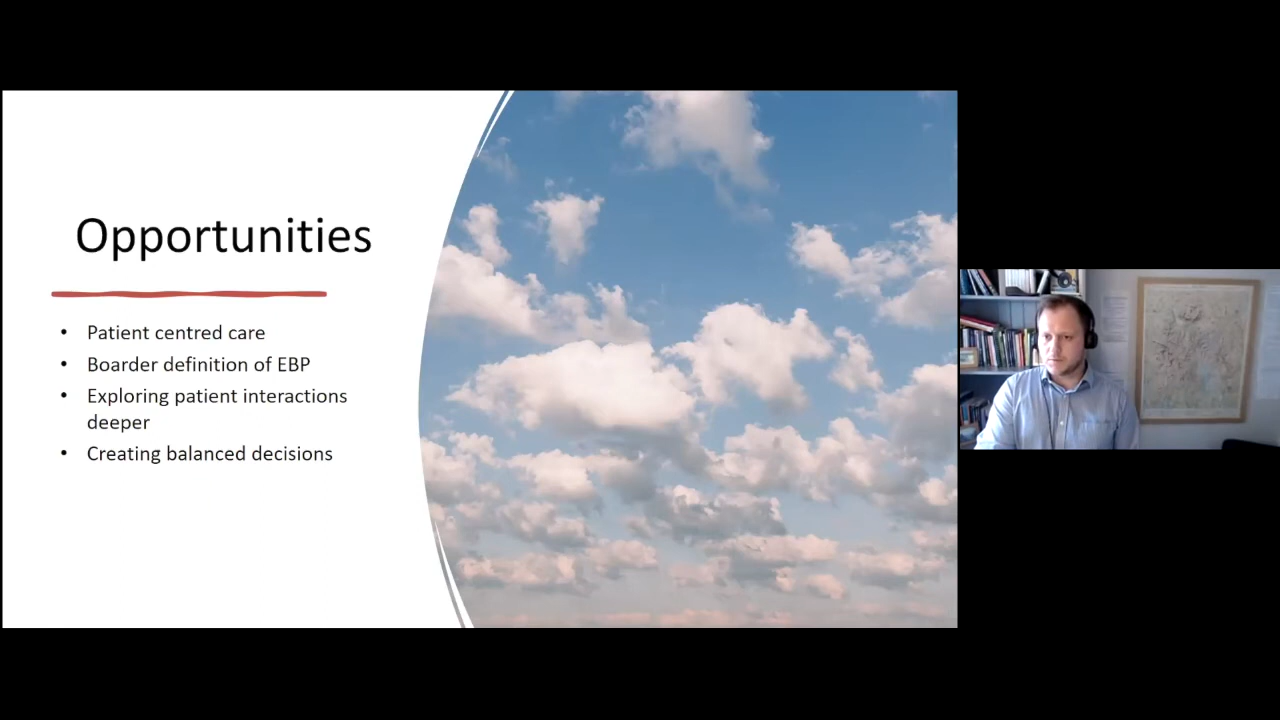 Opportunities
• Patient centred care
• Boarder definition of EBP
• Exploring patient interactions
deeper
• Creating balanced decisions